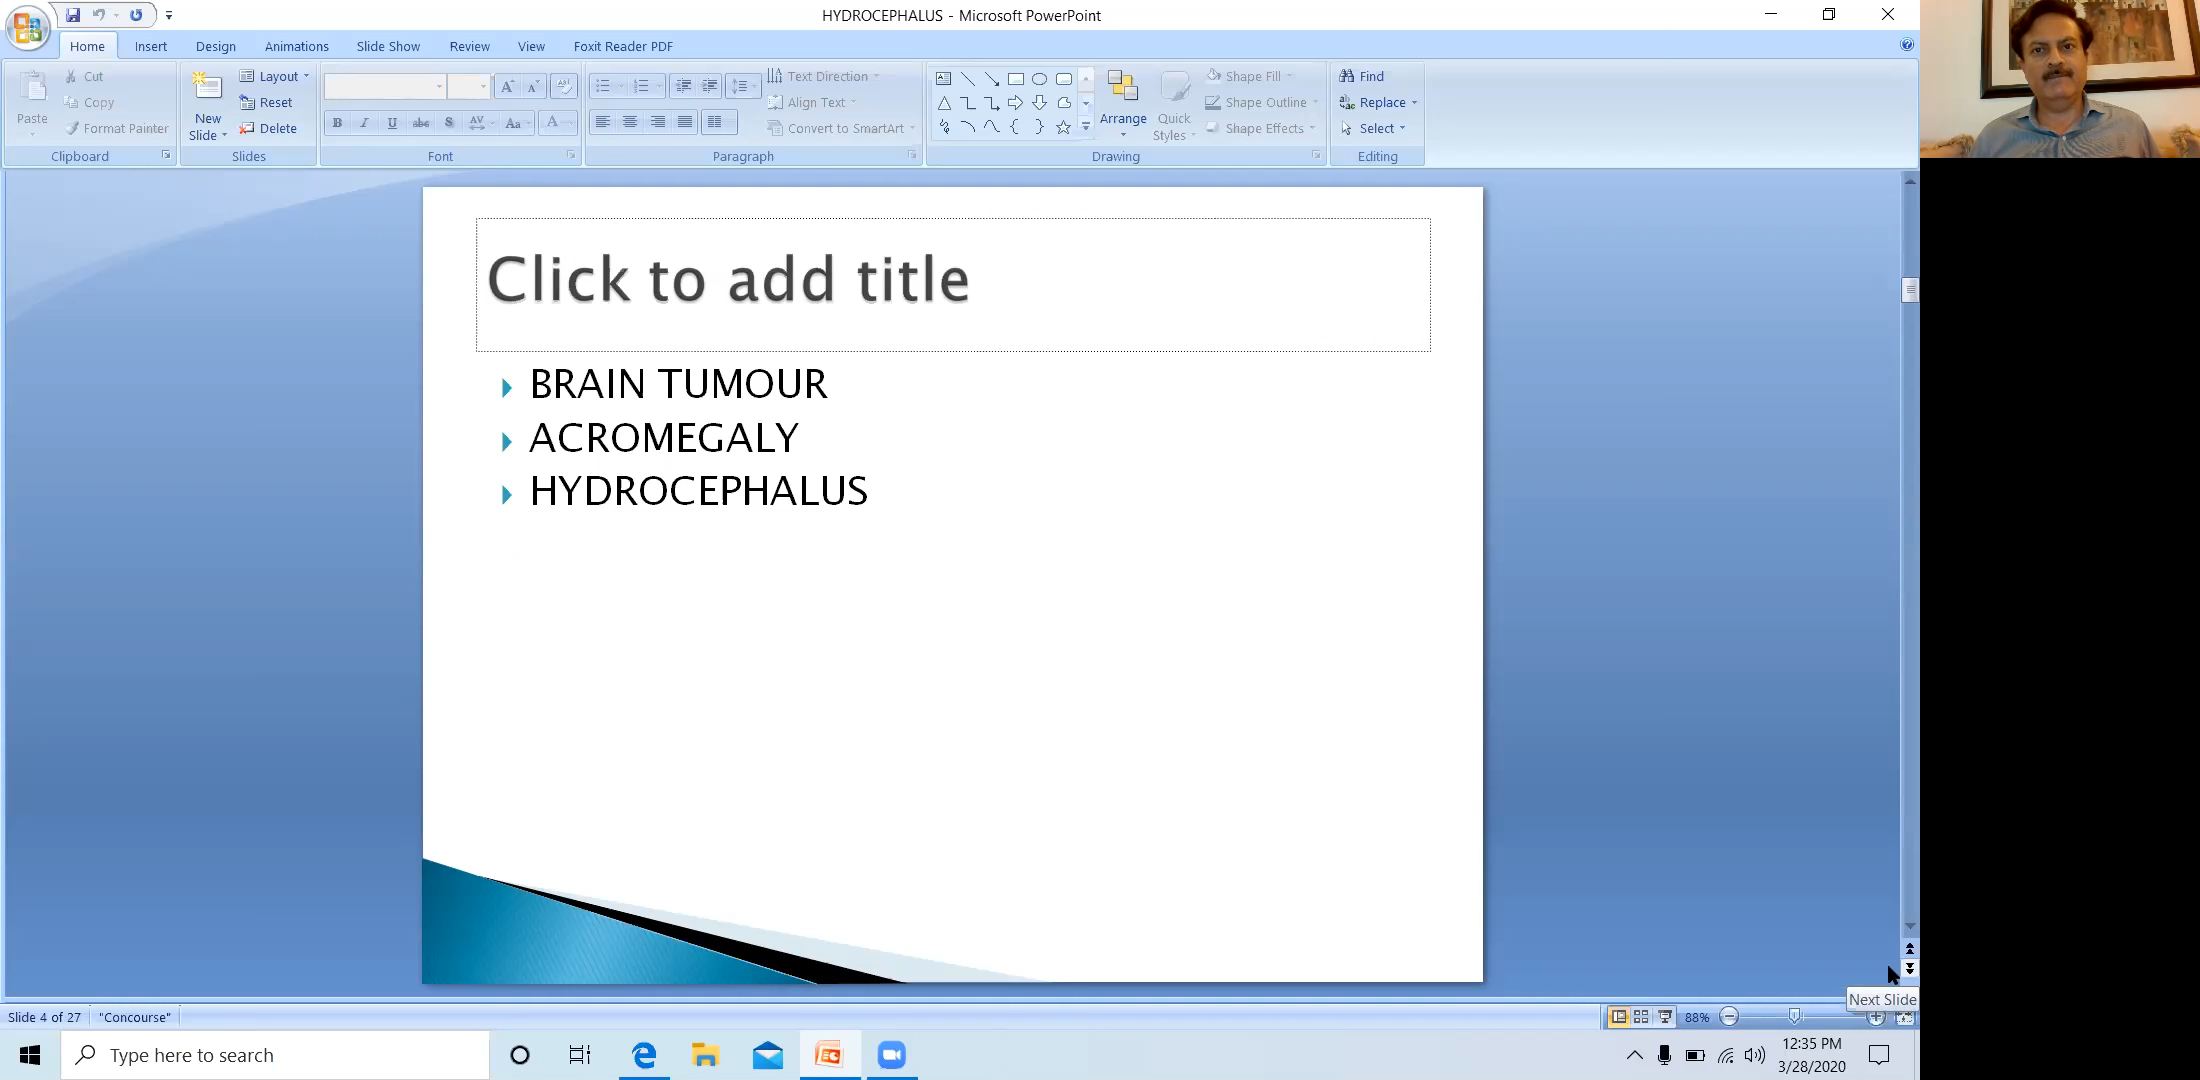 HYDROCEPHALUS - Microsoft PowerPoint
Home Insert Design Animations Slide Show Review View Foxit Reader PDF
Paste
Cut
Copy
Format Painter
Clipboard
New Slide
Layout
Reset
Delete
Slides
B I U abc S AV Aa A
Font
Text Direction
Align Text
Convert to SmartArt
Paragraph
Arrange
Quick Styles
Shape Fill
Shape Outline
Shape Effects
Drawing
Find
Replace
Select
Editing
Click to add title
BRAIN TUMOUR
ACROMEGALY
HYDROCEPHALUS
Next Slide
Slide 4 of 27 "Concourse" 88%
Type here to search
12:35 PM
3/28/2020